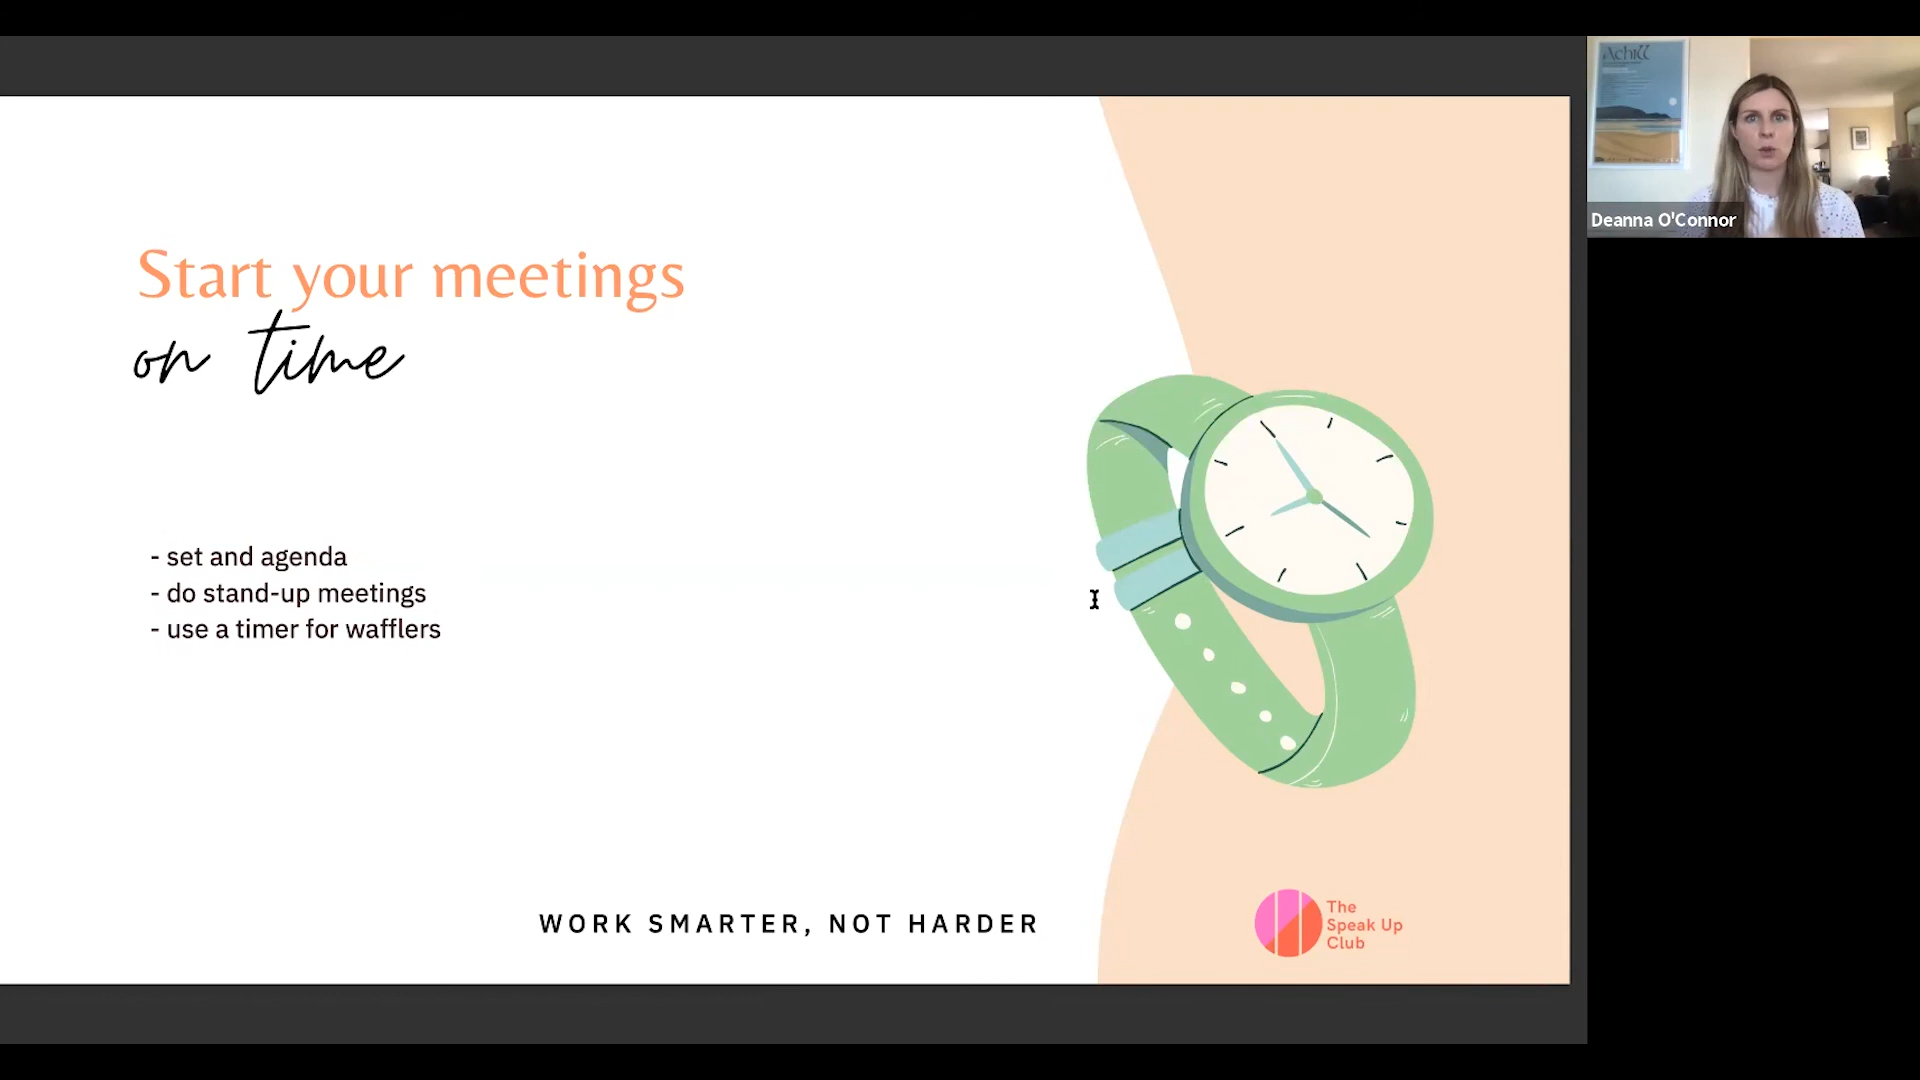 Start your meetings
on time
- set and agenda
- do stand-up meetings
- use a timer for wafflers
WORK SMARTER, NOT HARDER
The
Speak Up
Club
Achill
Deanna O'Connor